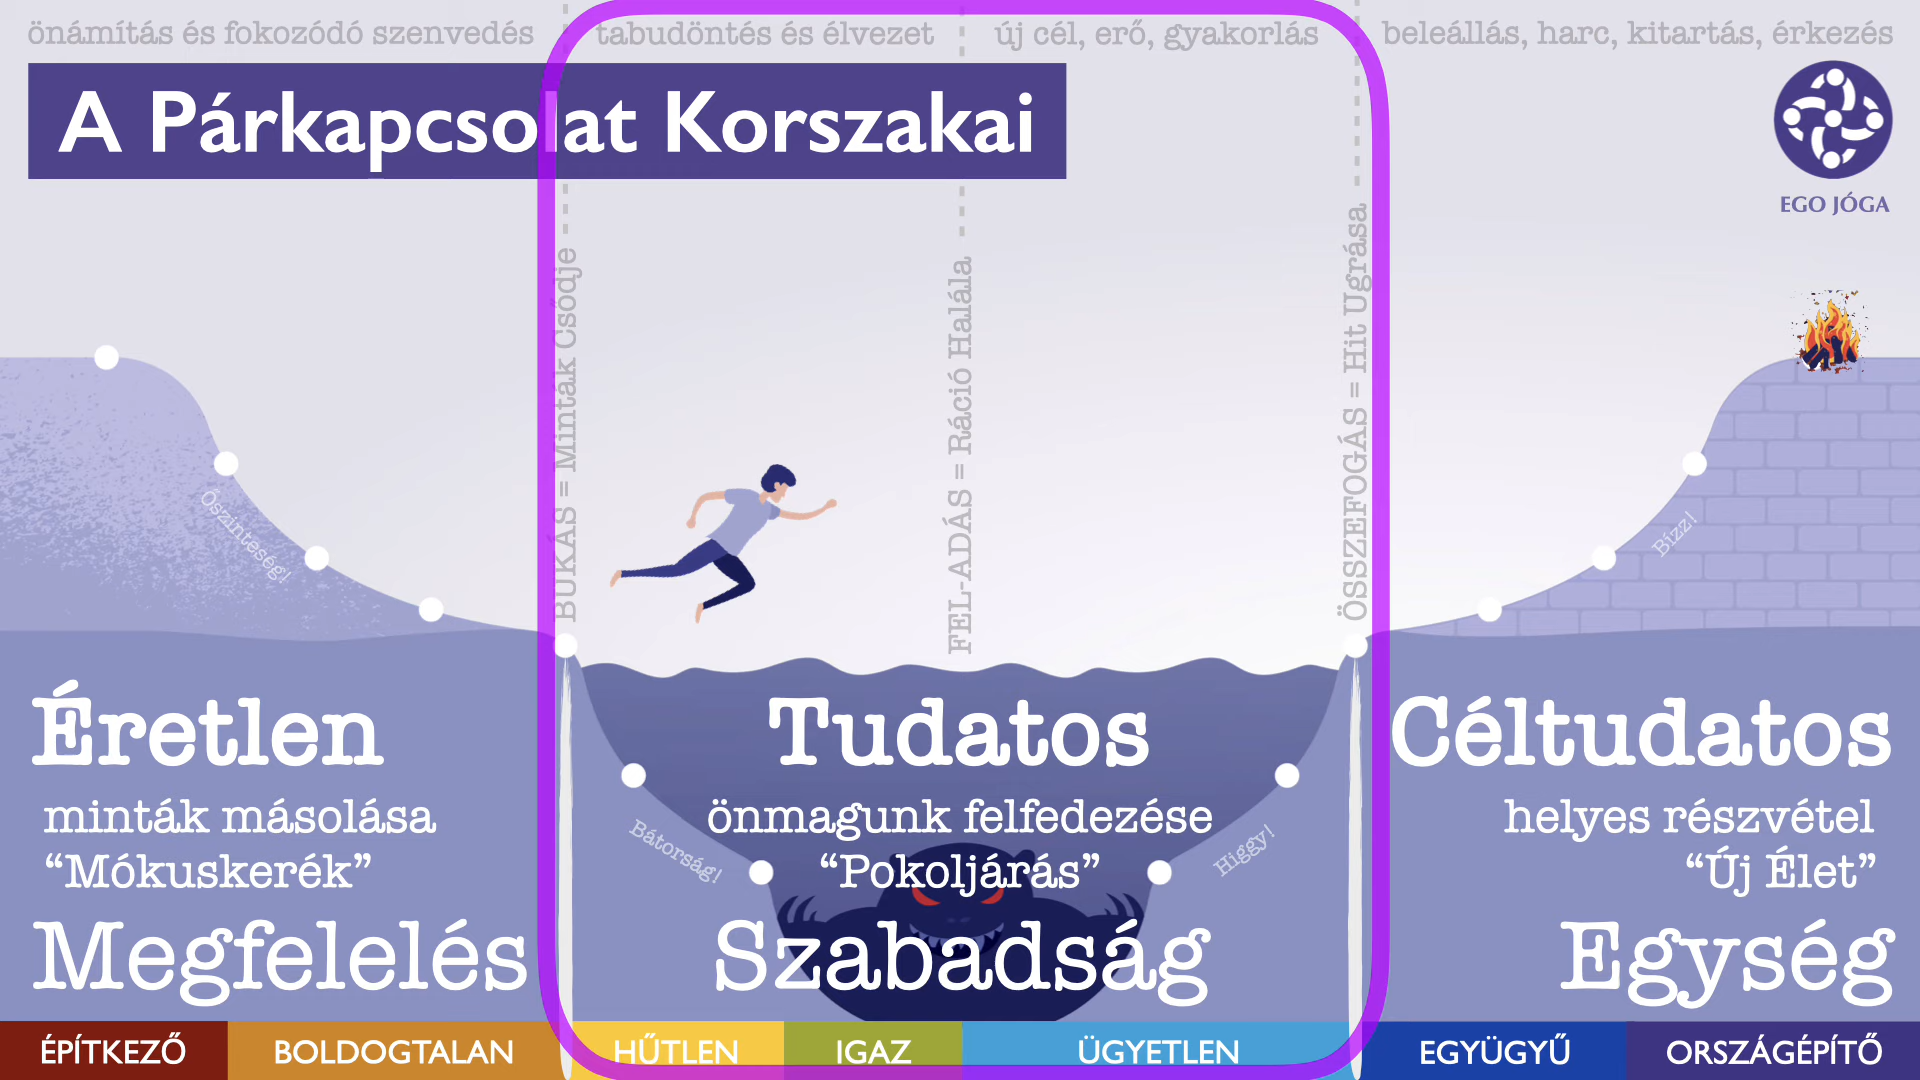 önámítás és fokozódó szenvedés
tabudöntés és élvezet
új cél, erő, gyakorlás
beleállás, harc, kitartás, érkezés
A Párkapcsolat Korszakai
EGO JÓGA
BUKÁS = Minták Csődje
FEL-ADÁS = Ráció Halála
ÖSSZEFOGÁS = Hit Ugrása
Őszinteség!
Bátorság!
Higgy!
Bízz!
Éretlen
minták másolása
“Mókuskerék”
Megfelelés
Tudatos
önmagunk felfedezése
“Pokoljárás”
Szabadság
Céltudatos
helyes részvétel
“Új Élet”
Egység
ÉPÍTKEZŐ
BOLDOGTALAN
HŰTLEN
IGAZ
ÜGYETLEN
EGYÜGYŰ
ORSZÁGÉPÍTŐ